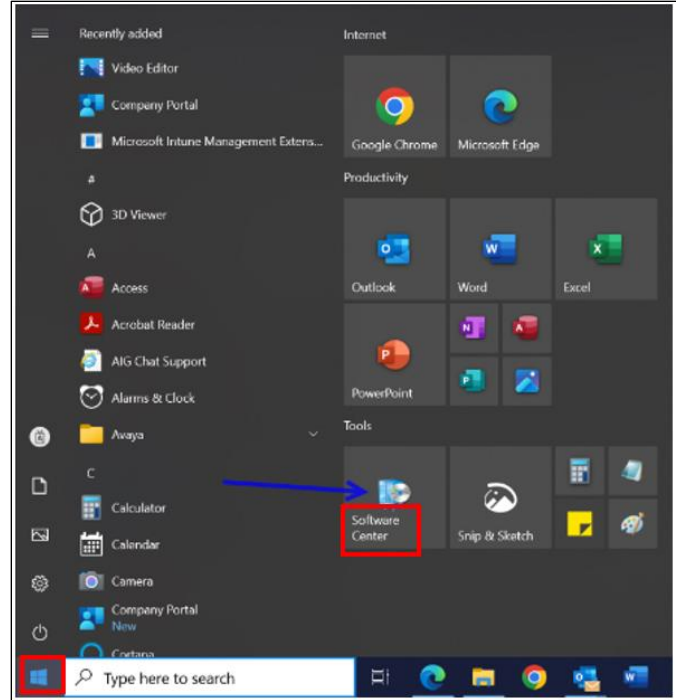 Recently added
Video Editor
Company Portal
Microsoft Intune Management Extens...
#
3D Viewer
A
Access
Acrobat Reader
AIG Chat Support
Alarms & Clock
Avaya
C
Calculator
Calendar
Camera
Company Portal
New
Cortana
Internet
Google Chrome
Microsoft Edge
Productivity
Outlook
Word
Excel
PowerPoint
Tools
Software
Center
Snip & Sketch
Type here to search